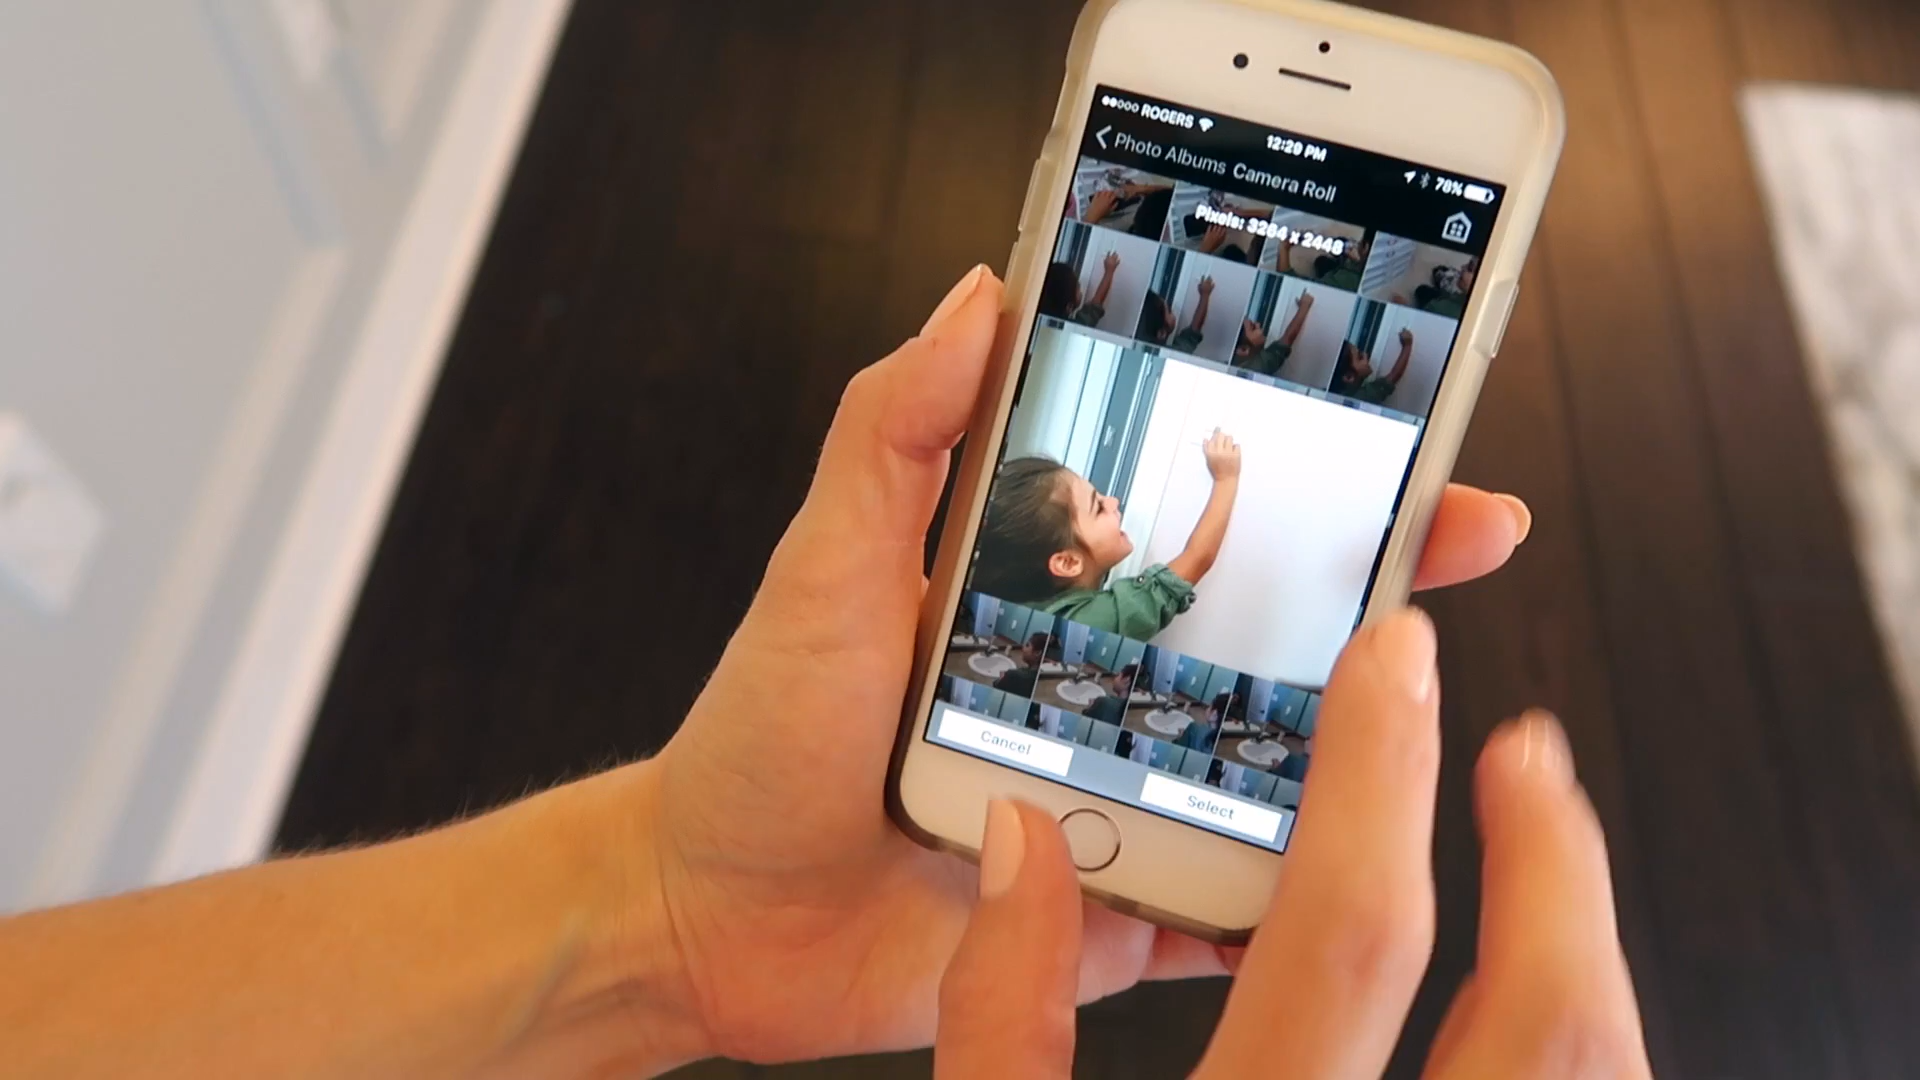 ROGERS 12:29 PM 78%
Photo Albums Camera Roll
Pixels: 3264 x 2448
Cancel
Select